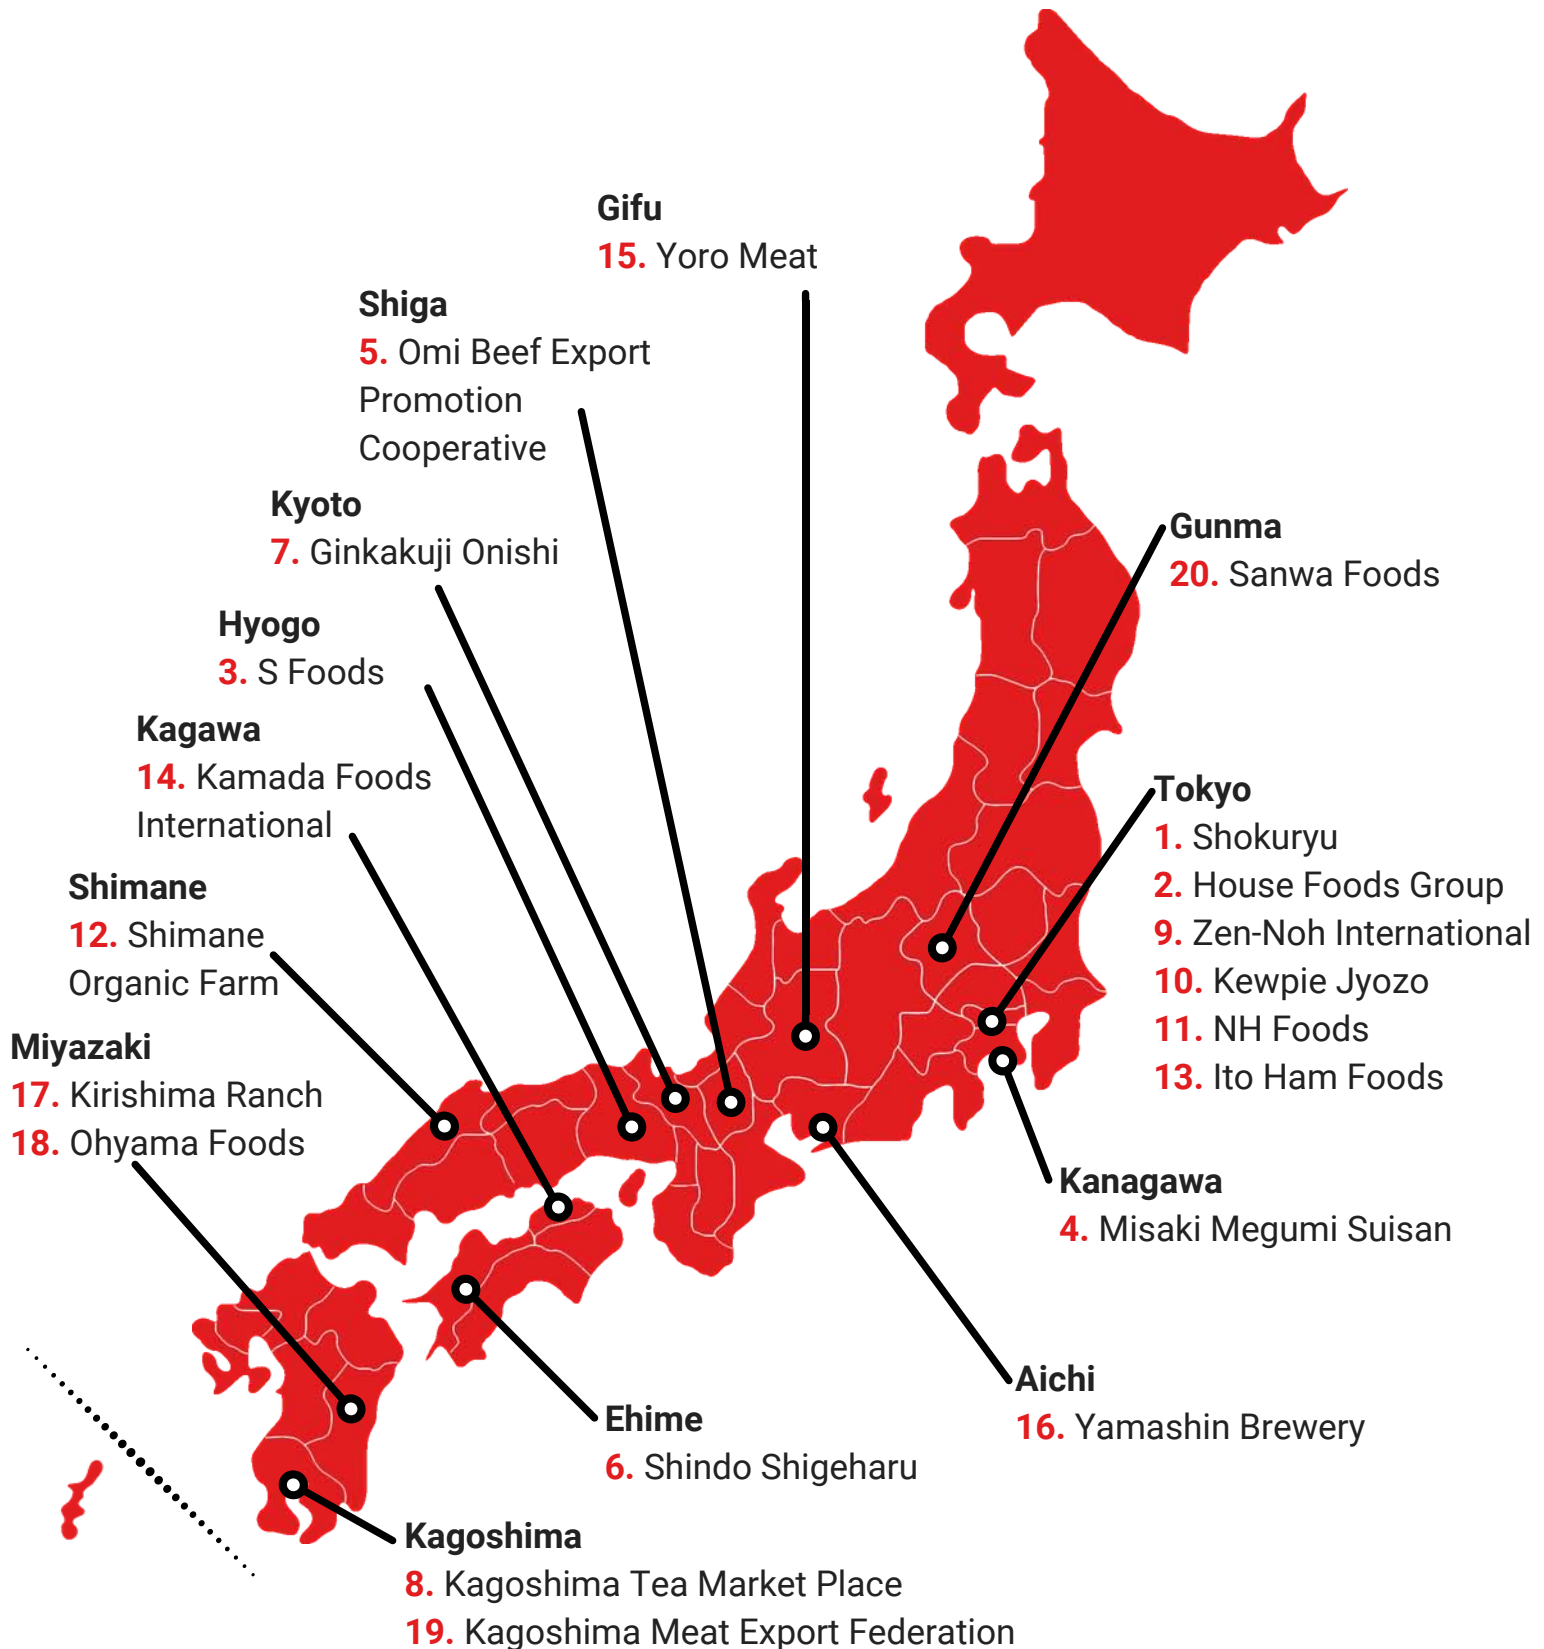 Gifu
15. Yoro Meat
Shiga
5. Omi Beef Export
Promotion
Cooperative
Kyoto
7. Ginkakuji Onishi
Hyogo
3. S Foods
Kagawa
14. Kamada Foods
International
Shimane
12. Shimane
Organic Farm
Miyazaki
17. Kirishima Ranch
18. Ohyama Foods
Gunma
20. Sanwa Foods
Tokyo
1. Shokuryu
2. House Foods Group
9. Zen-Noh International
10. Kewpie Jyozo
11. NH Foods
13. Ito Ham Foods
Kanagawa
4. Misaki Megumi Suisan
Aichi
16. Yamashin Brewery
Ehime
6. Shindo Shigeharu
Kagoshima
8. Kagoshima Tea Market Place
19. Kagoshima Meat Export Federation